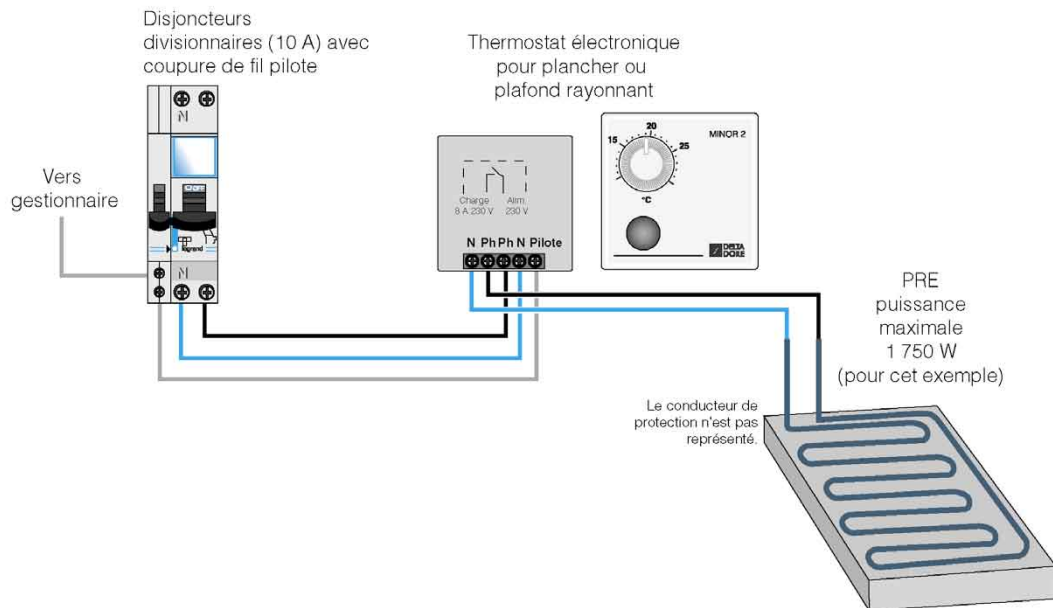 Disjoncteurs
divisionnaires (10 A) avec
coupure de fil pilote
Thermostat électronique
pour plancher ou
plafond rayonnant
N
MINOR 2
15
20
25
°C
DELTA
DORE
Vers
gestionnaire
Charge
8 A 230 V
Alim.
230 V
legrand
N
N Ph Ph N Pilote
PRE
puissance
maximale
1 750 W
(pour cet exemple)
Le conducteur de
protection n'est pas
représenté.